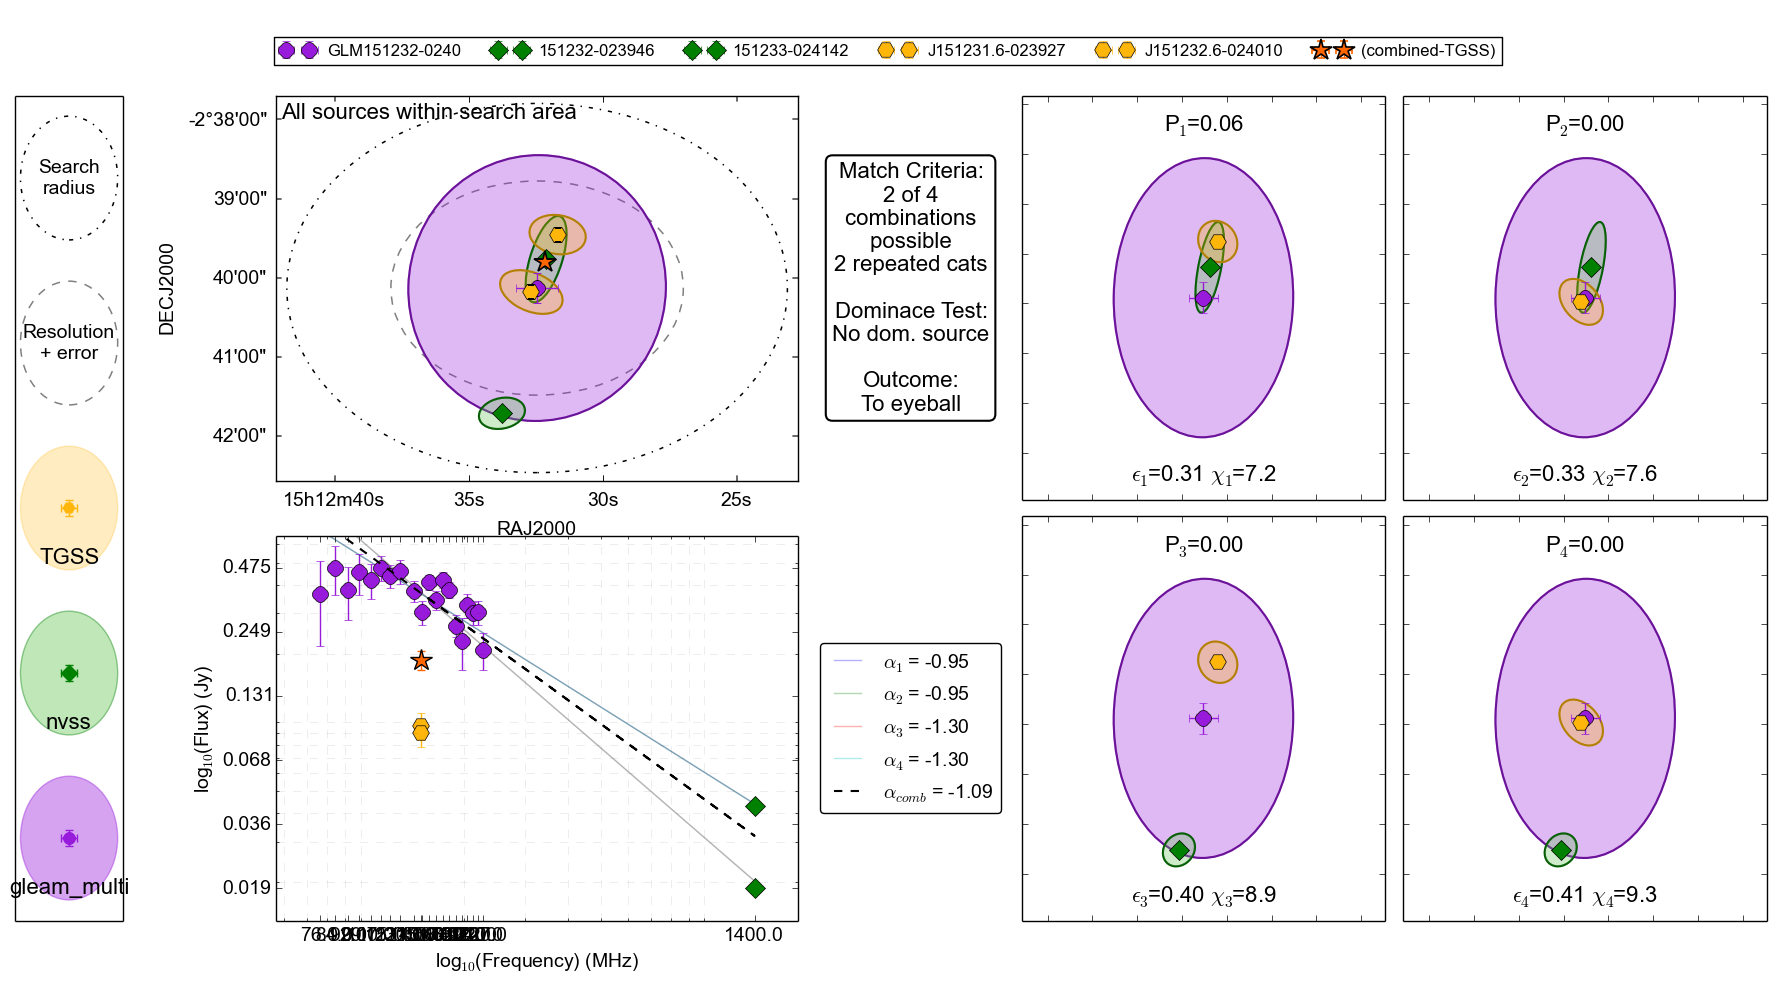 GLM151232-0240 151232-023946 151233-024142 J151231.6-023927 J151232.6-024010 (combined-TGSS)
Search
radius
Resolution
+ error
TGSS
nvss
gleam_multi
All sources within search area
DECJ2000
-2°38'00"
39'00"
40'00"
41'00"
42'00"
15h12m40s 35s 30s 25s
RAJ2000
Match Criteria:
2 of 4
combinations
possible
2 repeated cats
Dominace Test:
No dom. source
Outcome:
To eyeball
P1=0.06
ϵ1=0.31 χ1=7.2
P2=0.00
ϵ2=0.33 χ2=7.6
P3=0.00
ϵ3=0.40 χ3=8.9
P4=0.00
ϵ4=0.41 χ4=9.3
log10(Flux) (Jy)
0.475
0.249
0.131
0.068
0.036
0.019
1400.0
log10(Frequency) (MHz)
α1 = -0.95
α2 = -0.95
α3 = -1.30
α4 = -1.30
αcomb = -1.09